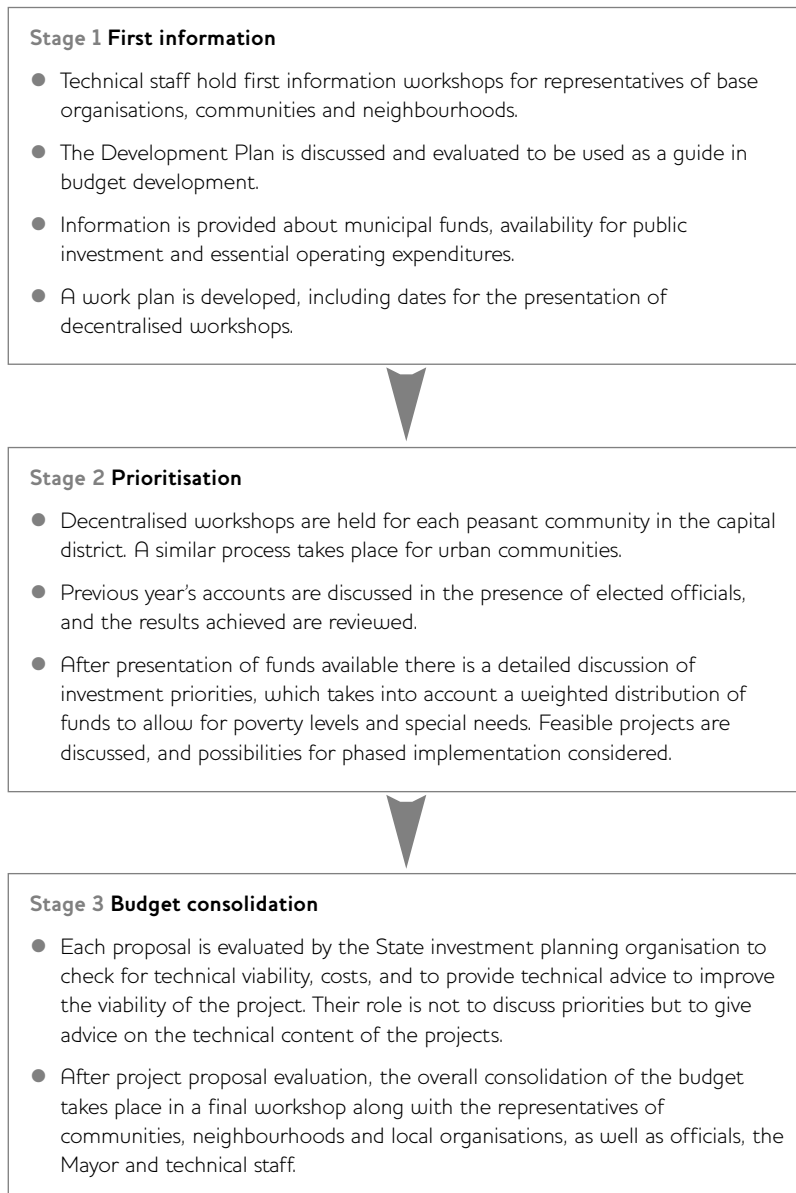 Stage 1 First information
● Technical staff hold first information workshops for representatives of base
organisations, communities and neighbourhoods.
● The Development Plan is discussed and evaluated to be used as a guide in
budget development.
● Information is provided about municipal funds, availability for public
investment and essential operating expenditures.
● A work plan is developed, including dates for the presentation of
decentralised workshops.
Stage 2 Prioritisation
● Decentralised workshops are held for each peasant community in the capital
district. A similar process takes place for urban communities.
● Previous year's accounts are discussed in the presence of elected officials,
and the results achieved are reviewed.
● After presentation of funds available there is a detailed discussion of
investment priorities, which takes into account a weighted distribution of
funds to allow for poverty levels and special needs. Feasible projects are
discussed, and possibilities for phased implementation considered.
Stage 3 Budget consolidation
● Each proposal is evaluated by the State investment planning organisation to
check for technical viability, costs, and to provide technical advice to improve
the viability of the project. Their role is not to discuss priorities but to give
advice on the technical content of the projects.
● After project proposal evaluation, the overall consolidation of the budget
takes place in a final workshop along with the representatives of
communities, neighbourhoods and local organisations, as well as officials, the
Mayor and technical staff.